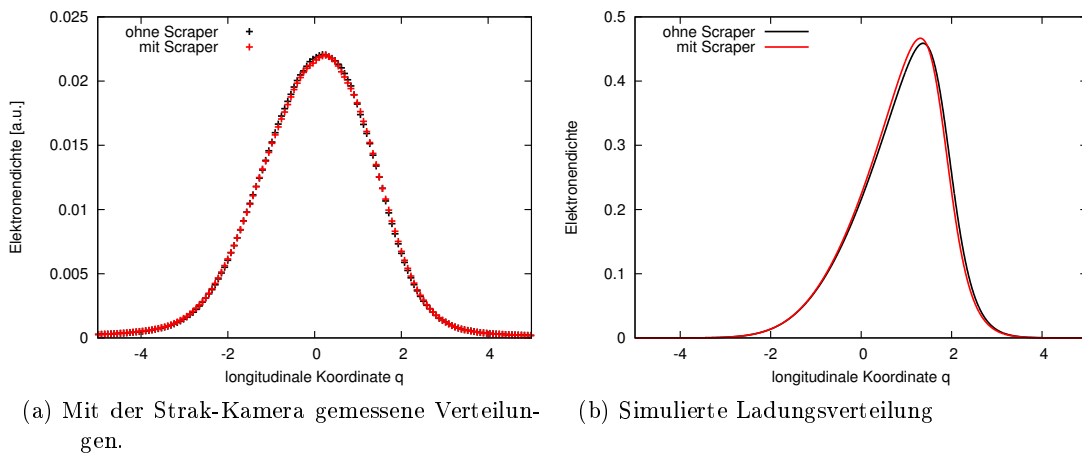 0.025
0.02
0.015
0.01
0.005
0
Elektronendichte [a.u.]
ohne Scraper
mit Scraper
-4
-2
0
2
4
longitudinale Koordinate q
(a) Mit der Strak-Kamera gemessene Verteilun-
gen.
0.5
0.4
0.3
0.2
0.1
0
Elektronendichte
ohne Scraper
mit Scraper
-4
-2
0
2
4
longitudinale Koordinate q
(b) Simulierte Ladungsverteilung